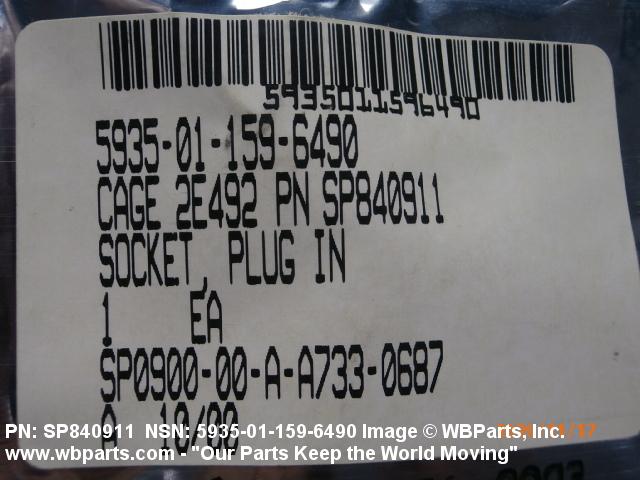 5935011596490
5935-01-159-6490
CAGE 2E492 PN SP840911
SOCKET, PLUG IN
1 EA
SP0900-00-A-A733-0687
A
PN: SP840911 NSN: 5935-01-159-6490 Image © WBParts, Inc.
www.wbparts.com - "Our Parts Keep the World Moving"